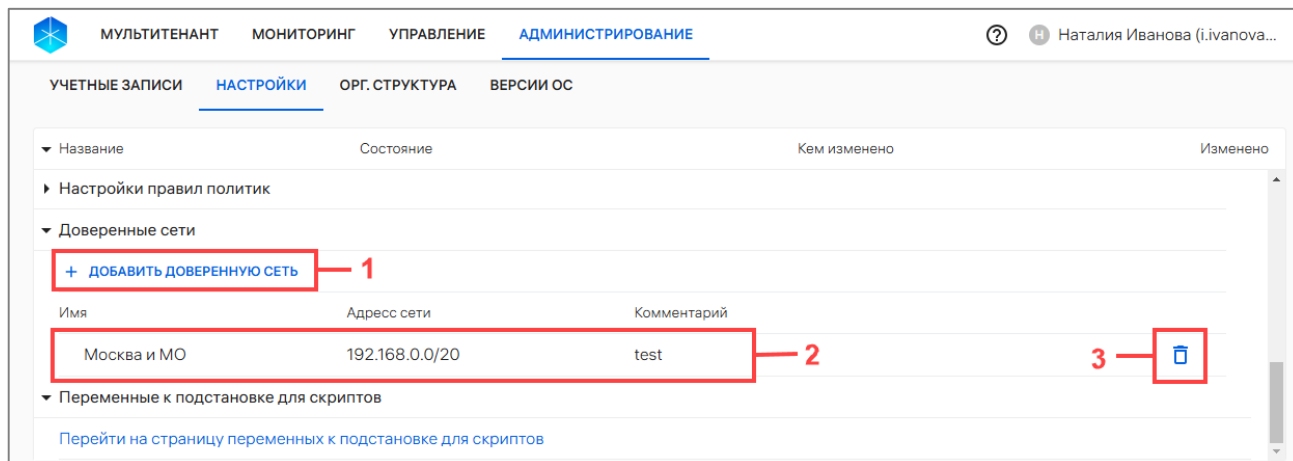 МУЛЬТИТЕНАНТ МОНИТОРИНГ УПРАВЛЕНИЕ АДМИНИСТРИРОВАНИЕ ? Н Наталия Иванова (i.ivanova...
УЧЕТНЫЕ ЗАПИСИ НАСТРОЙКИ ОРГ. СТРУКТУРА ВЕРСИИ ОС
Название Состояние Кем изменено Изменено
Настройки правил политик
Доверенные сети
+ ДОБАВИТЬ ДОВЕРЕННУЮ СЕТЬ 1
Имя Адресс сети Комментарий
Москва и МО 192.168.0.0/20 test 2 3
Переменные к подстановке для скриптов
Перейти на страницу переменных к подстановке для скриптов